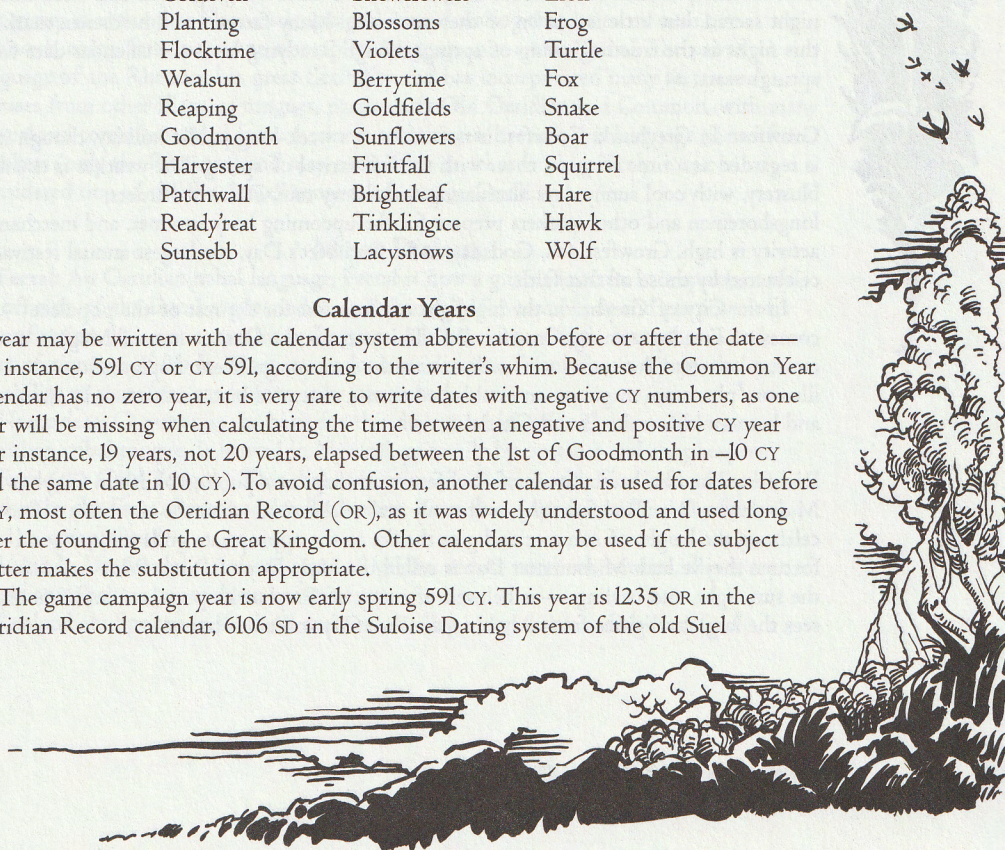 Planting Blossoms Frog
Flocktime Violets Turtle
Wealsun Berrytime Fox
Reaping Goldfields Snake
Goodmonth Sunflowers Boar
Harvester Fruitfall Squirrel
Patchwall Brightleaf Hare
Ready'reat Tinklingice Hawk
Sunsebb Lacysnows Wolf
Calendar Years
year may be written with the calendar system abbreviation before or after the date —
instance, 591 CY or CY 591, according to the writer's whim. Because the Common Year
endar has no zero year, it is very rare to write dates with negative CY numbers, as one
r will be missing when calculating the time between a negative and positive CY year
r instance, 19 years, not 20 years, elapsed between the 1st of Goodmonth in –10 CY
l the same date in 10 CY). To avoid confusion, another calendar is used for dates before
, most often the Oeridian Record (OR), as it was widely understood and used long
er the founding of the Great Kingdom. Other calendars may be used if the subject
tter makes the substitution appropriate.
The game campaign year is now early spring 591 CY. This year is 1235 OR in the
ridian Record calendar, 6106 SD in the Suloise Dating system of the old Suel